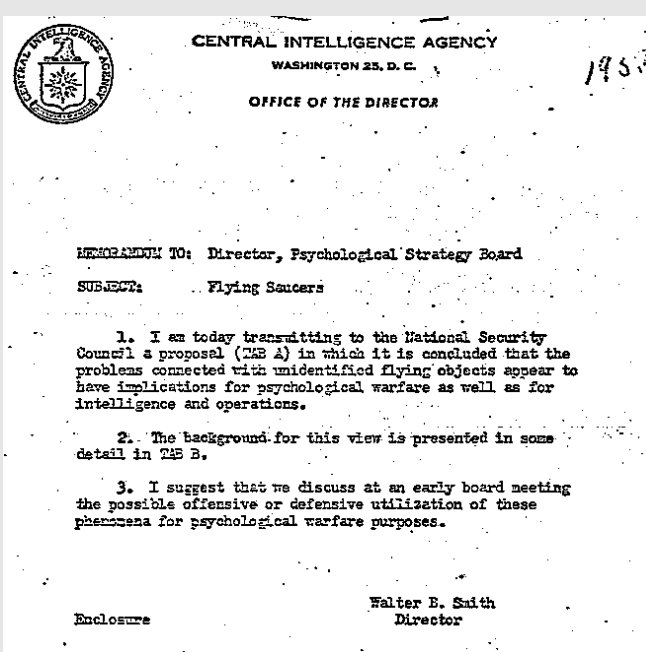 CENTRAL INTELLIGENCE AGENCY
CENTRAL INTELLIGENCE AGENCY
WASHINGTON 25, D. C.
OFFICE OF THE DIRECTOR
MEMORANDUM TO: Director, Psychological Strategy Board
SUBJECT: Flying Saucers
1. I am today transmitting to the National Security
Council a proposal (TAB A) in which it is concluded that the
problems connected with unidentified flying objects appear to
have implications for psychological warfare as well as for
intelligence and operations.
2. The background for this view is presented in some
detail in TAB B.
3. I suggest that we discuss at an early board meeting
the possible offensive or defensive utilization of these
phenomena for psychological warfare purposes.
Walter B. Smith
Enclosure Director